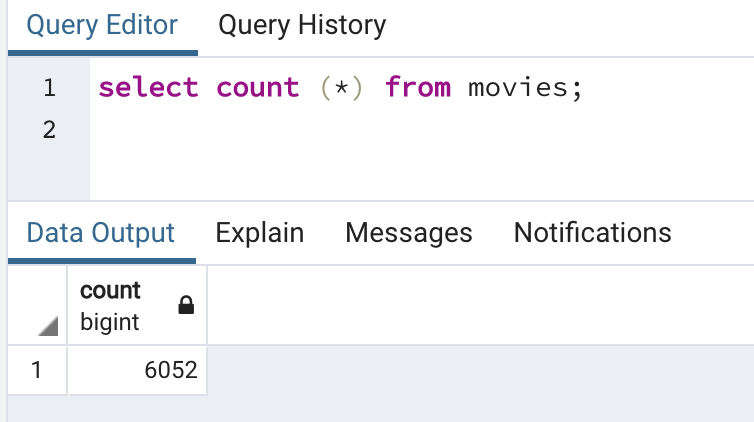 Query Editor Query History
1 select count (*) from movies;
2
Data Output Explain Messages Notifications
count
bigint
1 6052